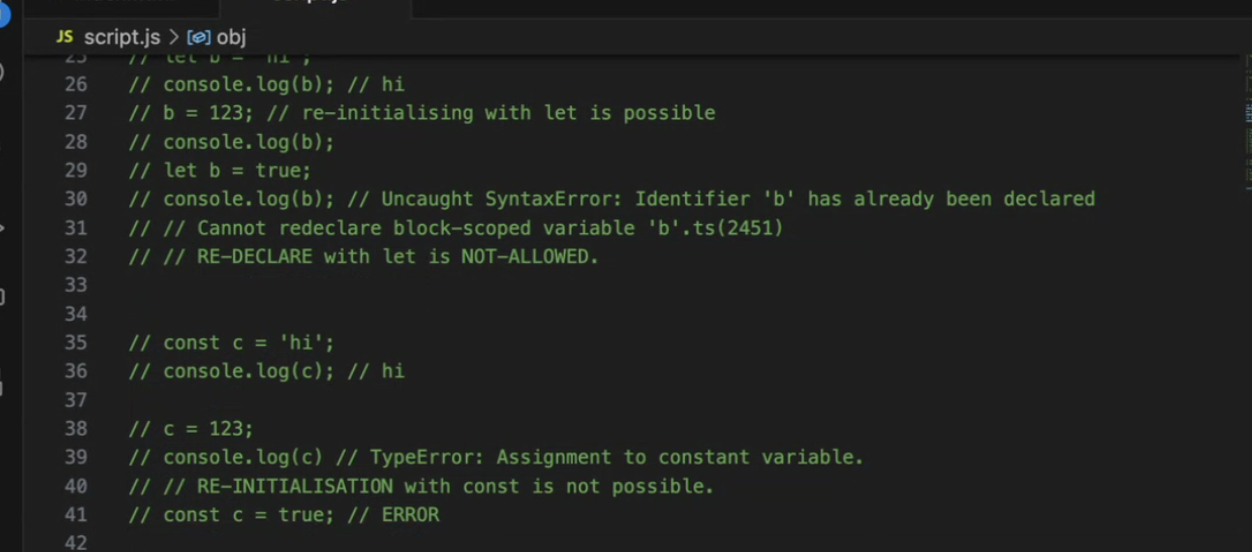 JS script.js > obj
25 // let b = 'hi';
26 // console.log(b); // hi
27 // b = 123; // re-initialising with let is possible
28 // console.log(b);
29 // let b = true;
30 // console.log(b); // Uncaught SyntaxError: Identifier 'b' has already been declared
31 // // Cannot redeclare block-scoped variable 'b'.ts(2451)
32 // // RE-DECLARE with let is NOT-ALLOWED.
33
34
35 // const c = 'hi';
36 // console.log(c); // hi
37
38 // c = 123;
39 // console.log(c) // TypeError: Assignment to constant variable.
40 // // RE-INITIALISATION with const is not possible.
41 // const c = true; // ERROR
42